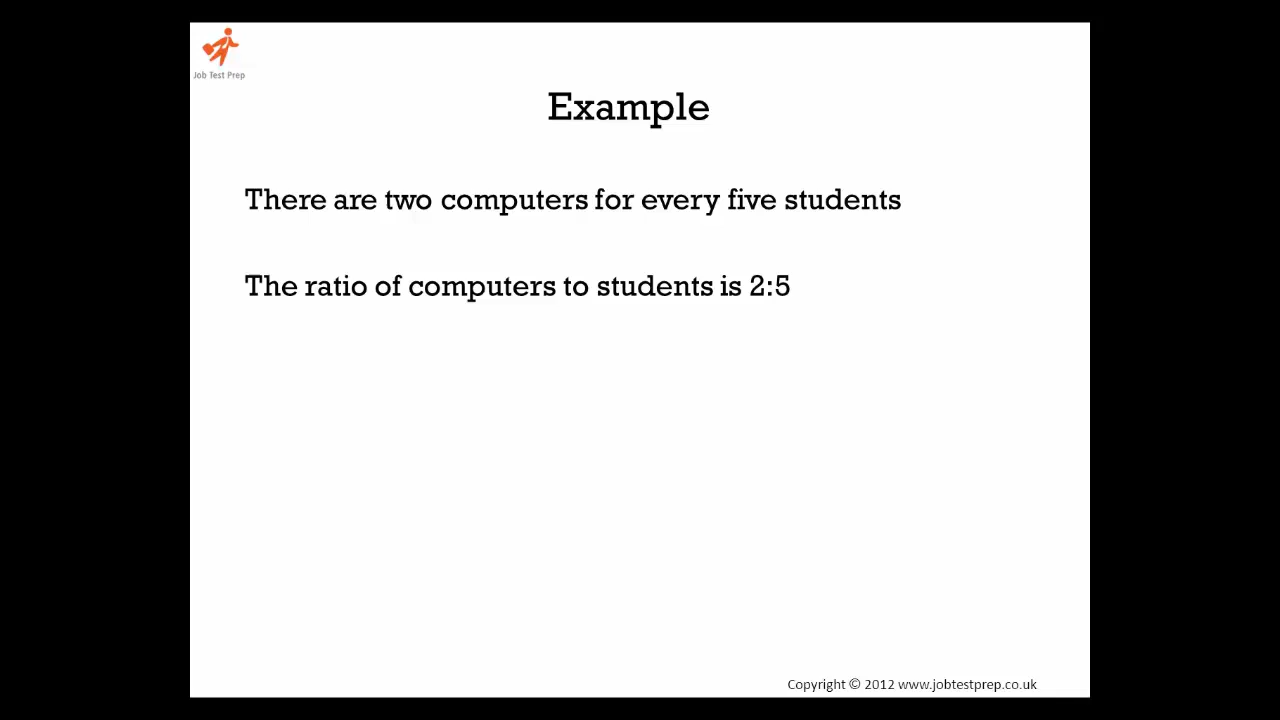 Job Test Prep
Example
There are two computers for every five students
The ratio of computers to students is 2:5
Copyright © 2012 www.jobtestprep.co.uk